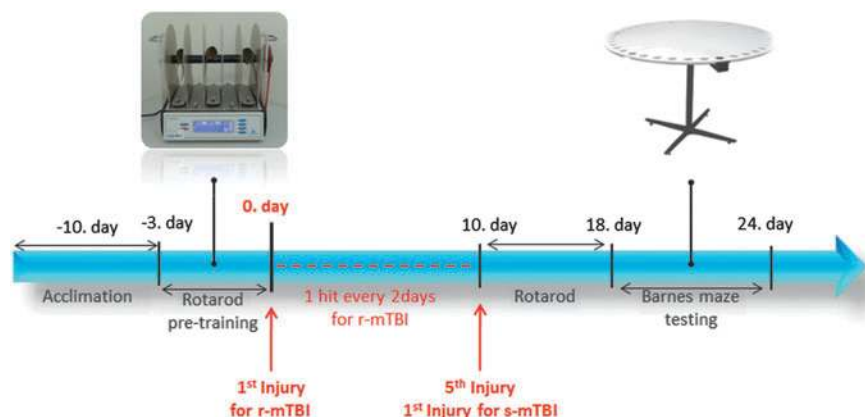 0. day
-10. day
-3. day
10. day
18. day
24. day
Acclimation
Rotarod
pre-training
1 hit every 2days
for r-mTBI
Rotarod
Barnes maze
testing
1st Injury
for r-mTBI
5th Injury
1st Injury for s-mTBI